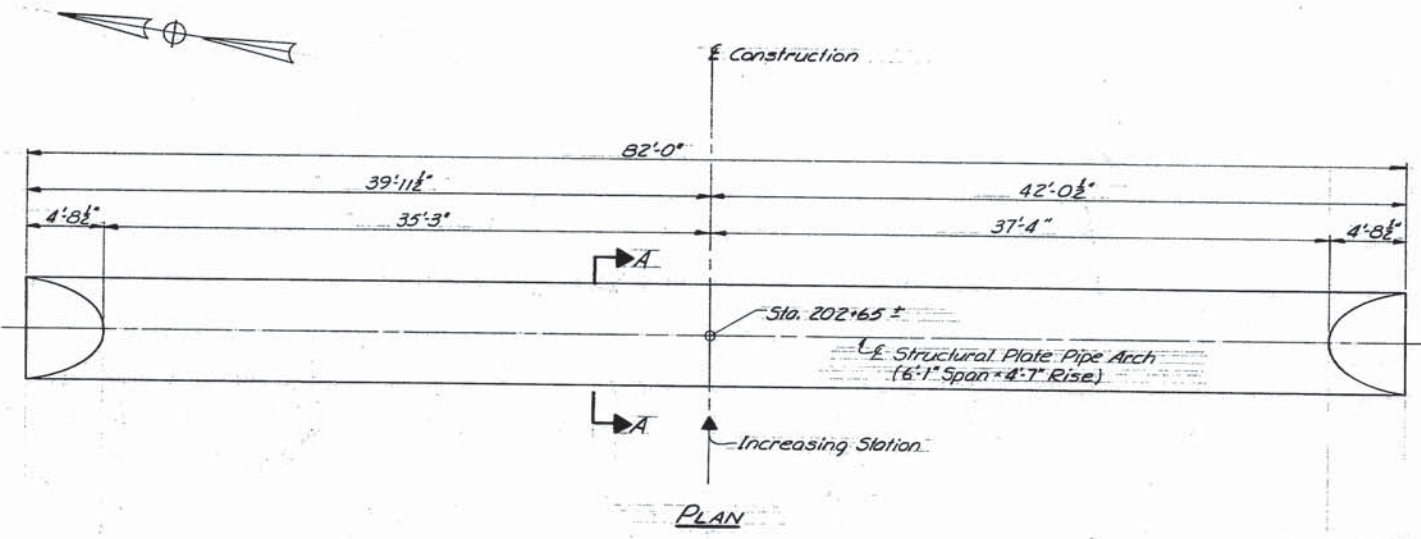 ℄ Construction
82'-0"
39'-11½"
42'-0½"
4'-8½"
35'-3"
37'-4"
4'-8½"
A
Sta. 202+65 ±
℄ Structural Plate Pipe Arch
(6'-1" Span × 4'-7" Rise)
A
Increasing Station
PLAN